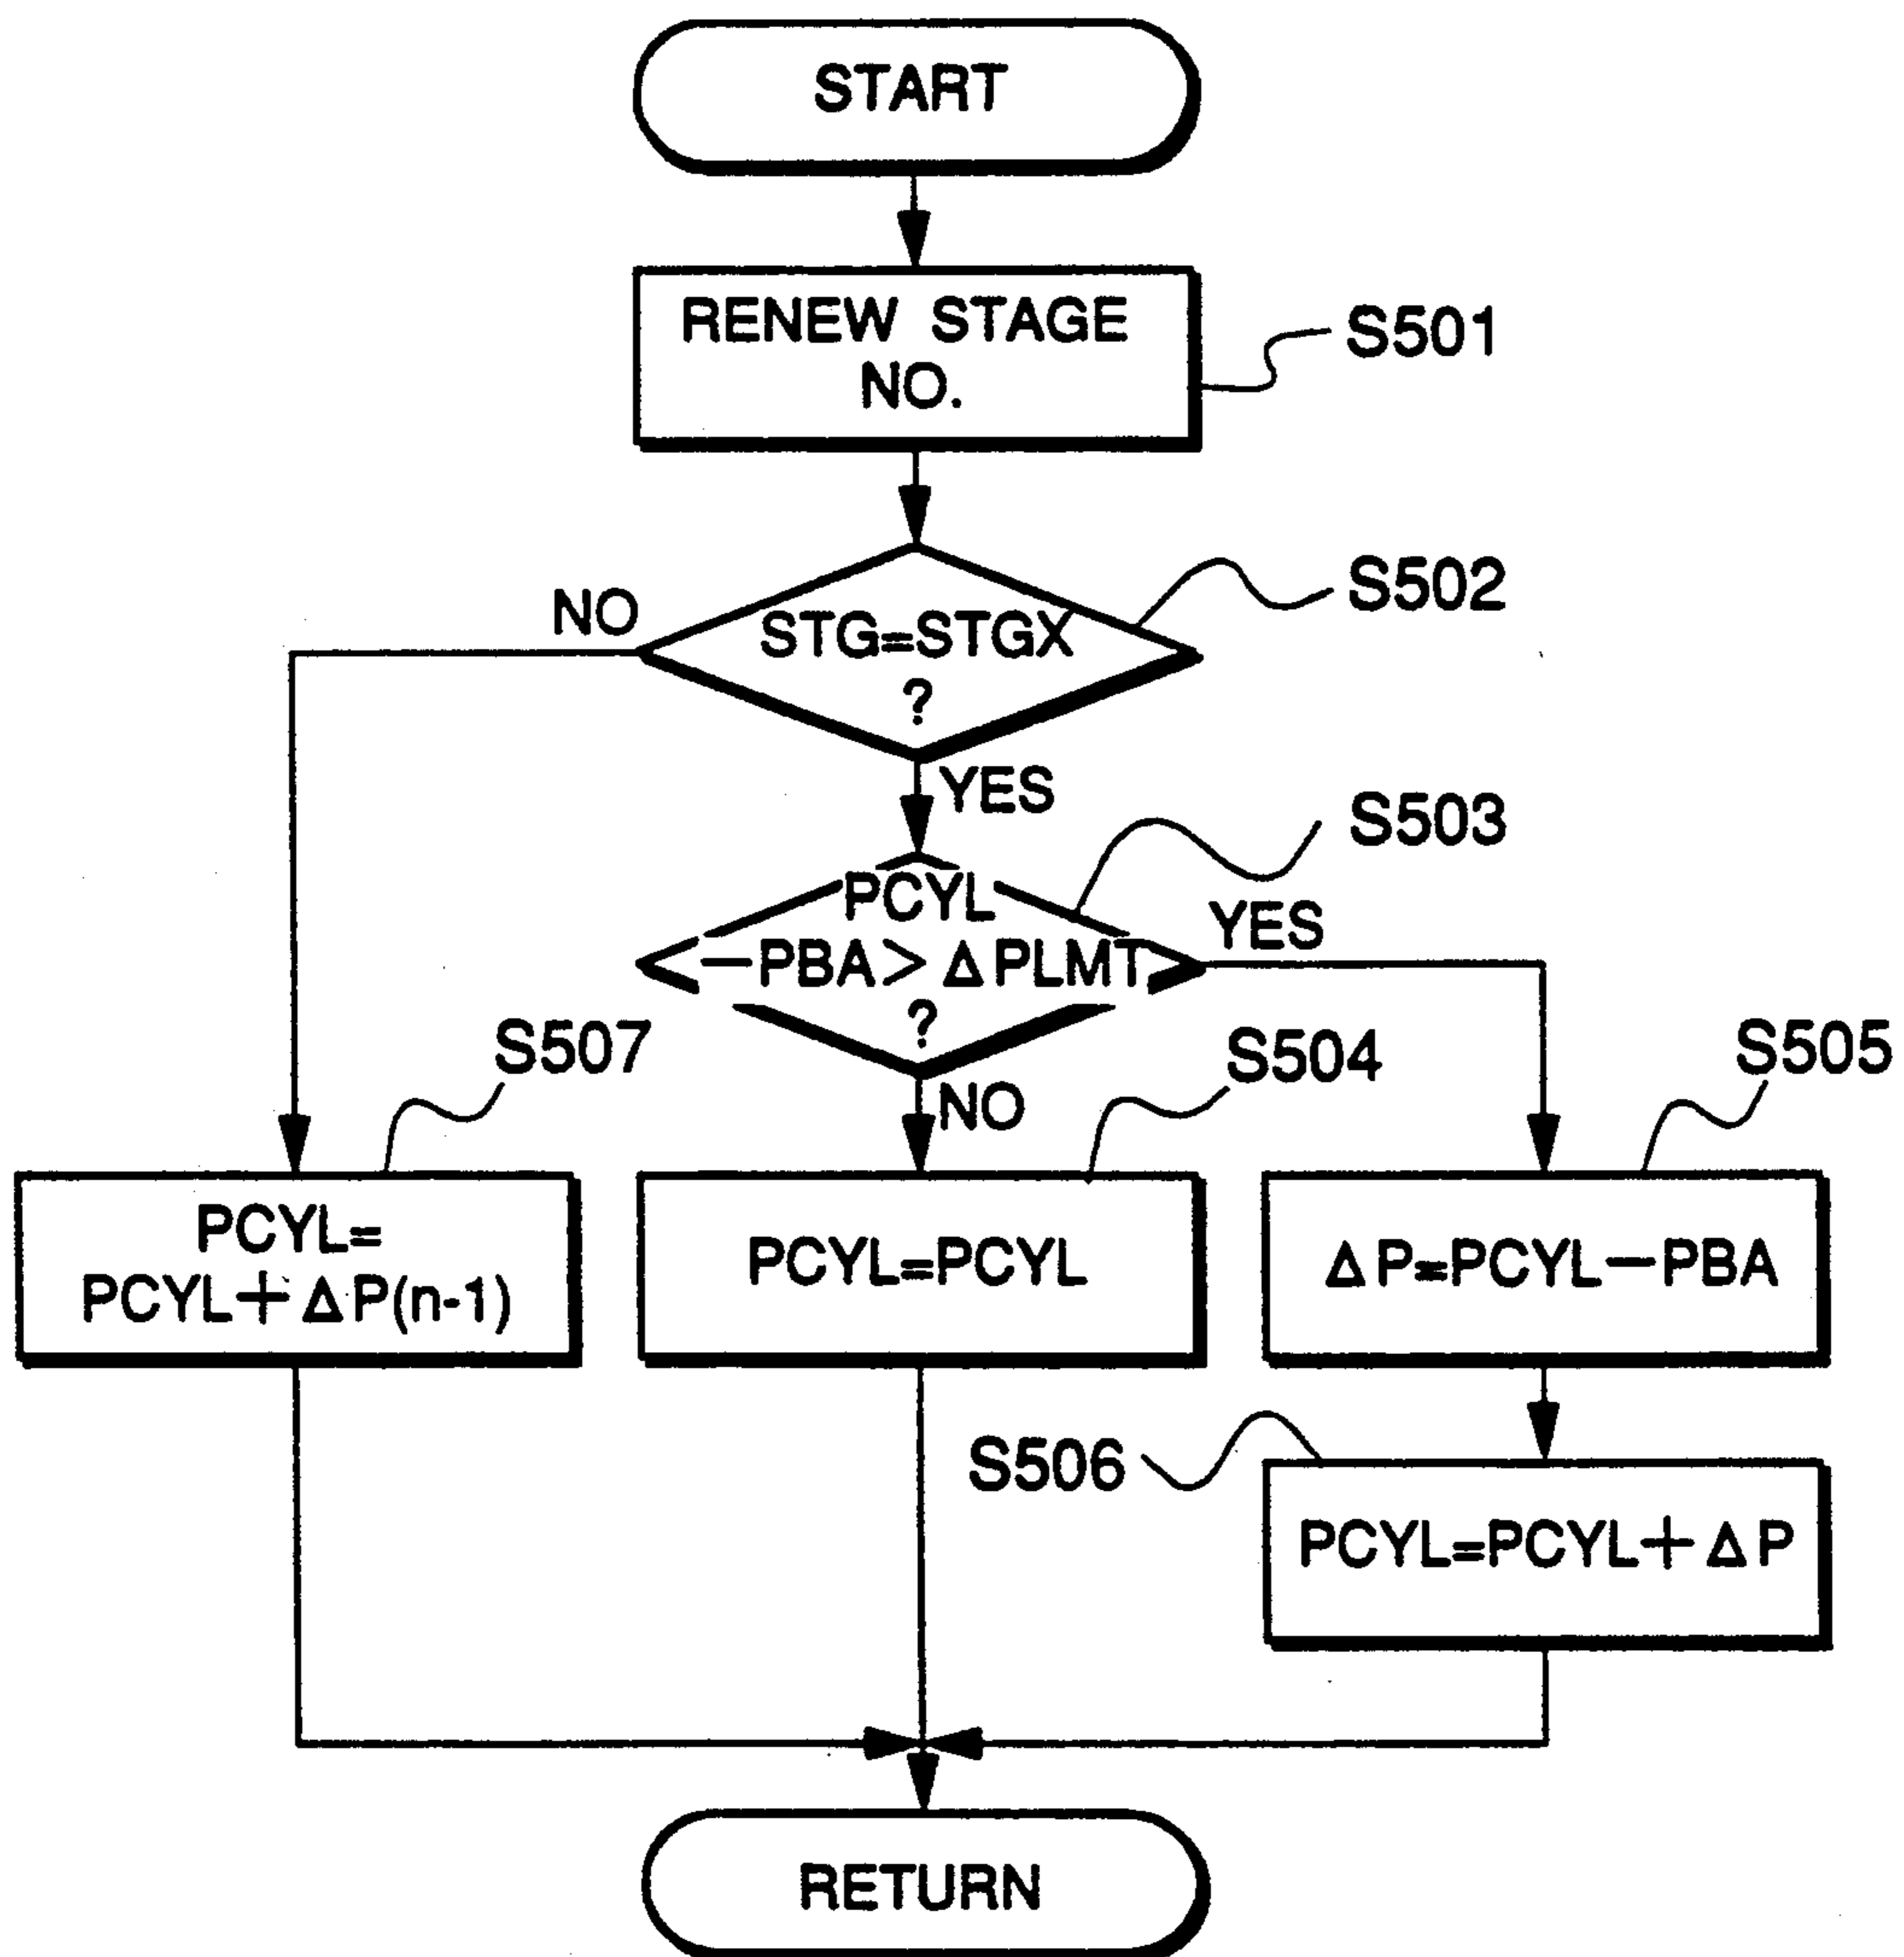 START
RENEW STAGE
NO.
S501
S502
NO
STG=STGX
?
YES
S503
PCYL
−PBA> Δ PLMT
?
YES
NO
S507
S504
S505
PCYL=
PCYL+ΔP(n-1)
PCYL=PCYL
ΔP=PCYL−PBA
S506
PCYL=PCYL+ΔP
RETURN